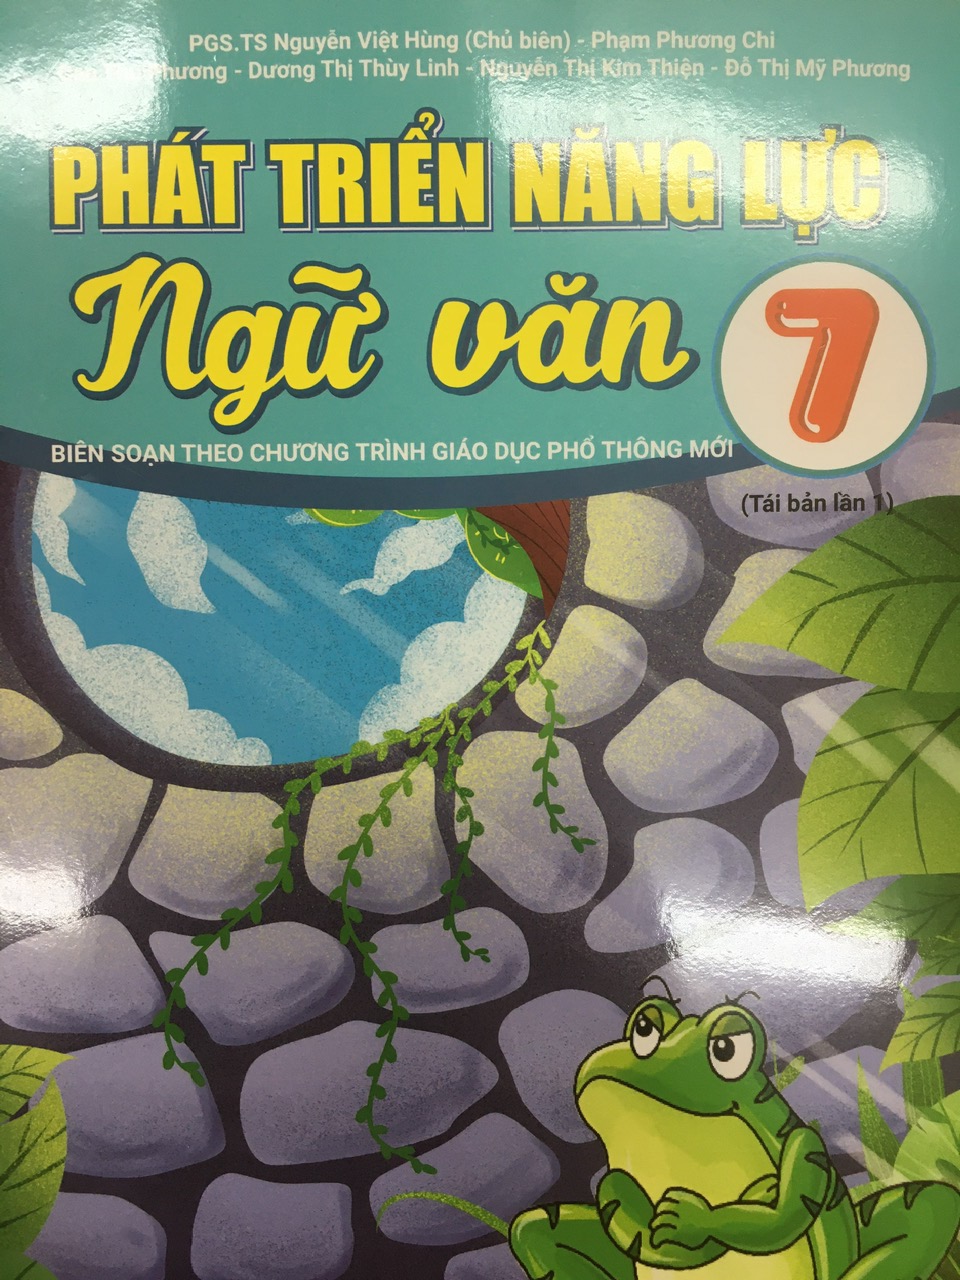 PGS.TS Nguyễn Việt Hùng (Chủ biên) - Phạm Phương Chi
Phương - Dương Thị Thùy Linh - Nguyễn Thị Kim Thiện - Đỗ Thị Mỹ Phương
PHÁT TRIỂN NĂNG LỰC
Ngữ văn 7
BIÊN SOẠN THEO CHƯƠNG TRÌNH GIÁO DỤC PHỔ THÔNG MỚI
(Tái bản lần 1)